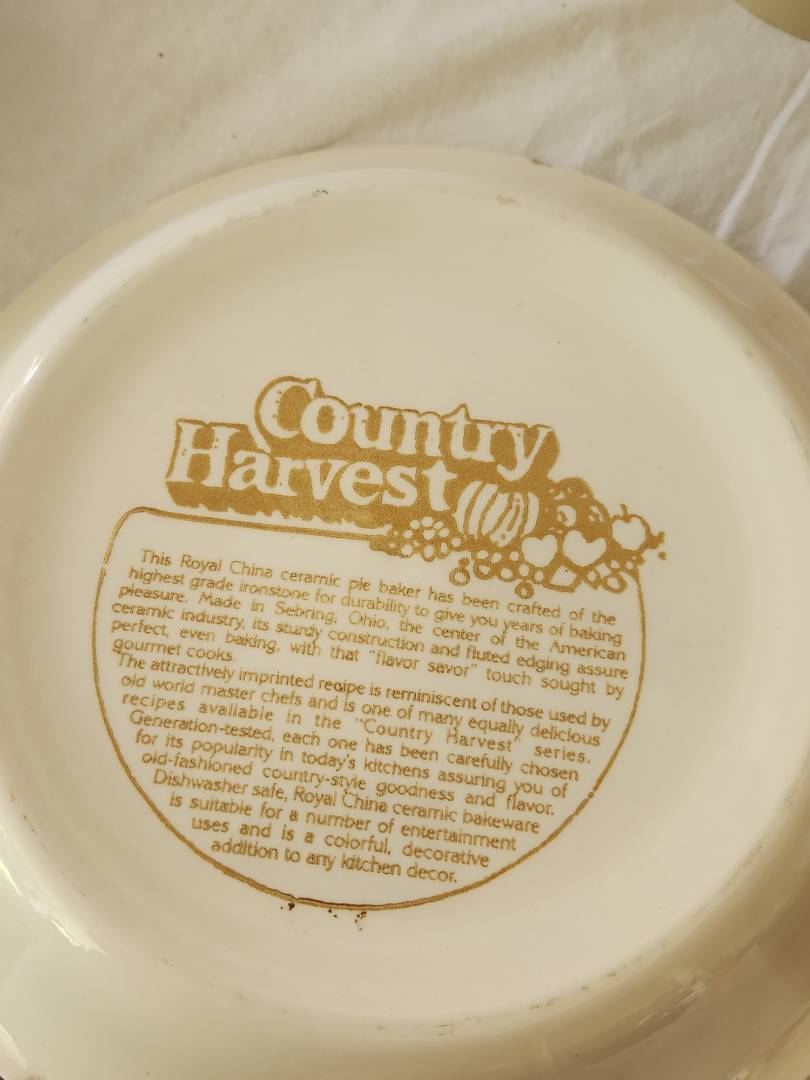 Country
Harvest
This Royal China ceramic pie baker has been crafted of the
highest grade ironstone for durability to give you years of baking
pleasure. Made in Sebring, Ohio, the center of the American
ceramic industry, its sturdy construction and fluted edging assure
perfect, even baking, with that "flavor savor" touch sought by
gourmet cooks.
The attractively imprinted recipe is reminiscent of those used by
old world master chefs and is one of many equally delicious
recipes available in the "Country Harvest" series.
Generation-tested, each one has been carefully chosen
for its popularity in today's kitchens assuring you of
old-fashioned country-style goodness and flavor.
Dishwasher safe, Royal China ceramic bakeware
is suitable for a number of entertainment
uses and is a colorful, decorative
addition to any kitchen decor.